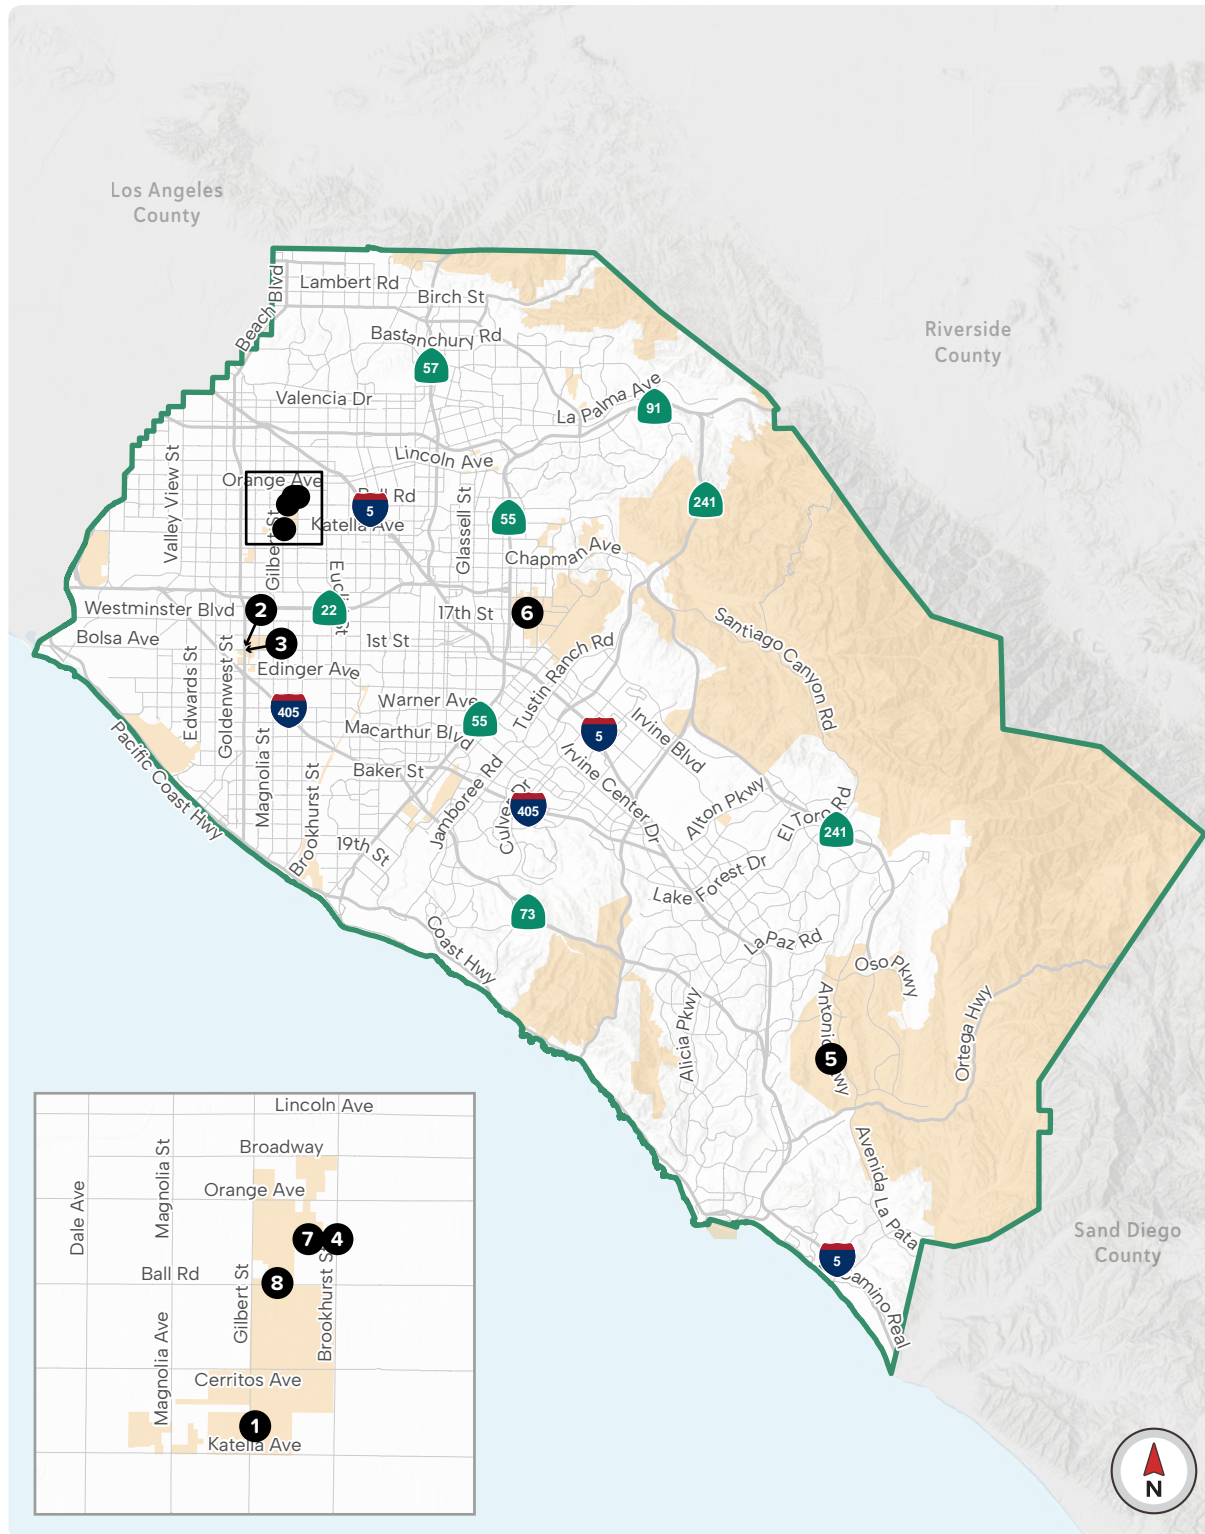 Los Angeles
County
Riverside
County
Beach Blvd
Lambert Rd
Birch St
Bastanchury Rd
57
Valencia Dr
La Palma Ave
91
Lincoln Ave
Valley View St
Orange Ave
Ball Rd
5
Katella Ave
Glassell St
55
241
Gilbert St
Chapman Ave
Euclid St
Westminster Blvd
2
22
17th St
6
Bolsa Ave
3
1st St
Edinger Ave
Santiago Canyon Rd
Edwards St
Goldenwest St
Tustin Ranch Rd
405
Warner Ave
55
Macarthur Blvd
5
Irvine Blvd
Magnolia St
Pacific Coast Hwy
Baker St
Irvine Center Dr
Brookhurst St
Jamboree Rd
Culver Dr
405
Alton Pkwy
El Toro Rd
241
19th St
Lake Forest Dr
73
Coast Hwy
La Paz Rd
Oso Pkwy
Alicia Pkwy
Antonio Pkwy
5
Ortega Hwy
Avenida La Pata
Sand Diego
County
5
Camino Real
Lincoln Ave
Broadway
Magnolia St
Dale Ave
Orange Ave
7
4
Ball Rd
8
Gilbert St
Brookhurst S
Magnolia Ave
Cerritos Ave
1
Katella Ave
N